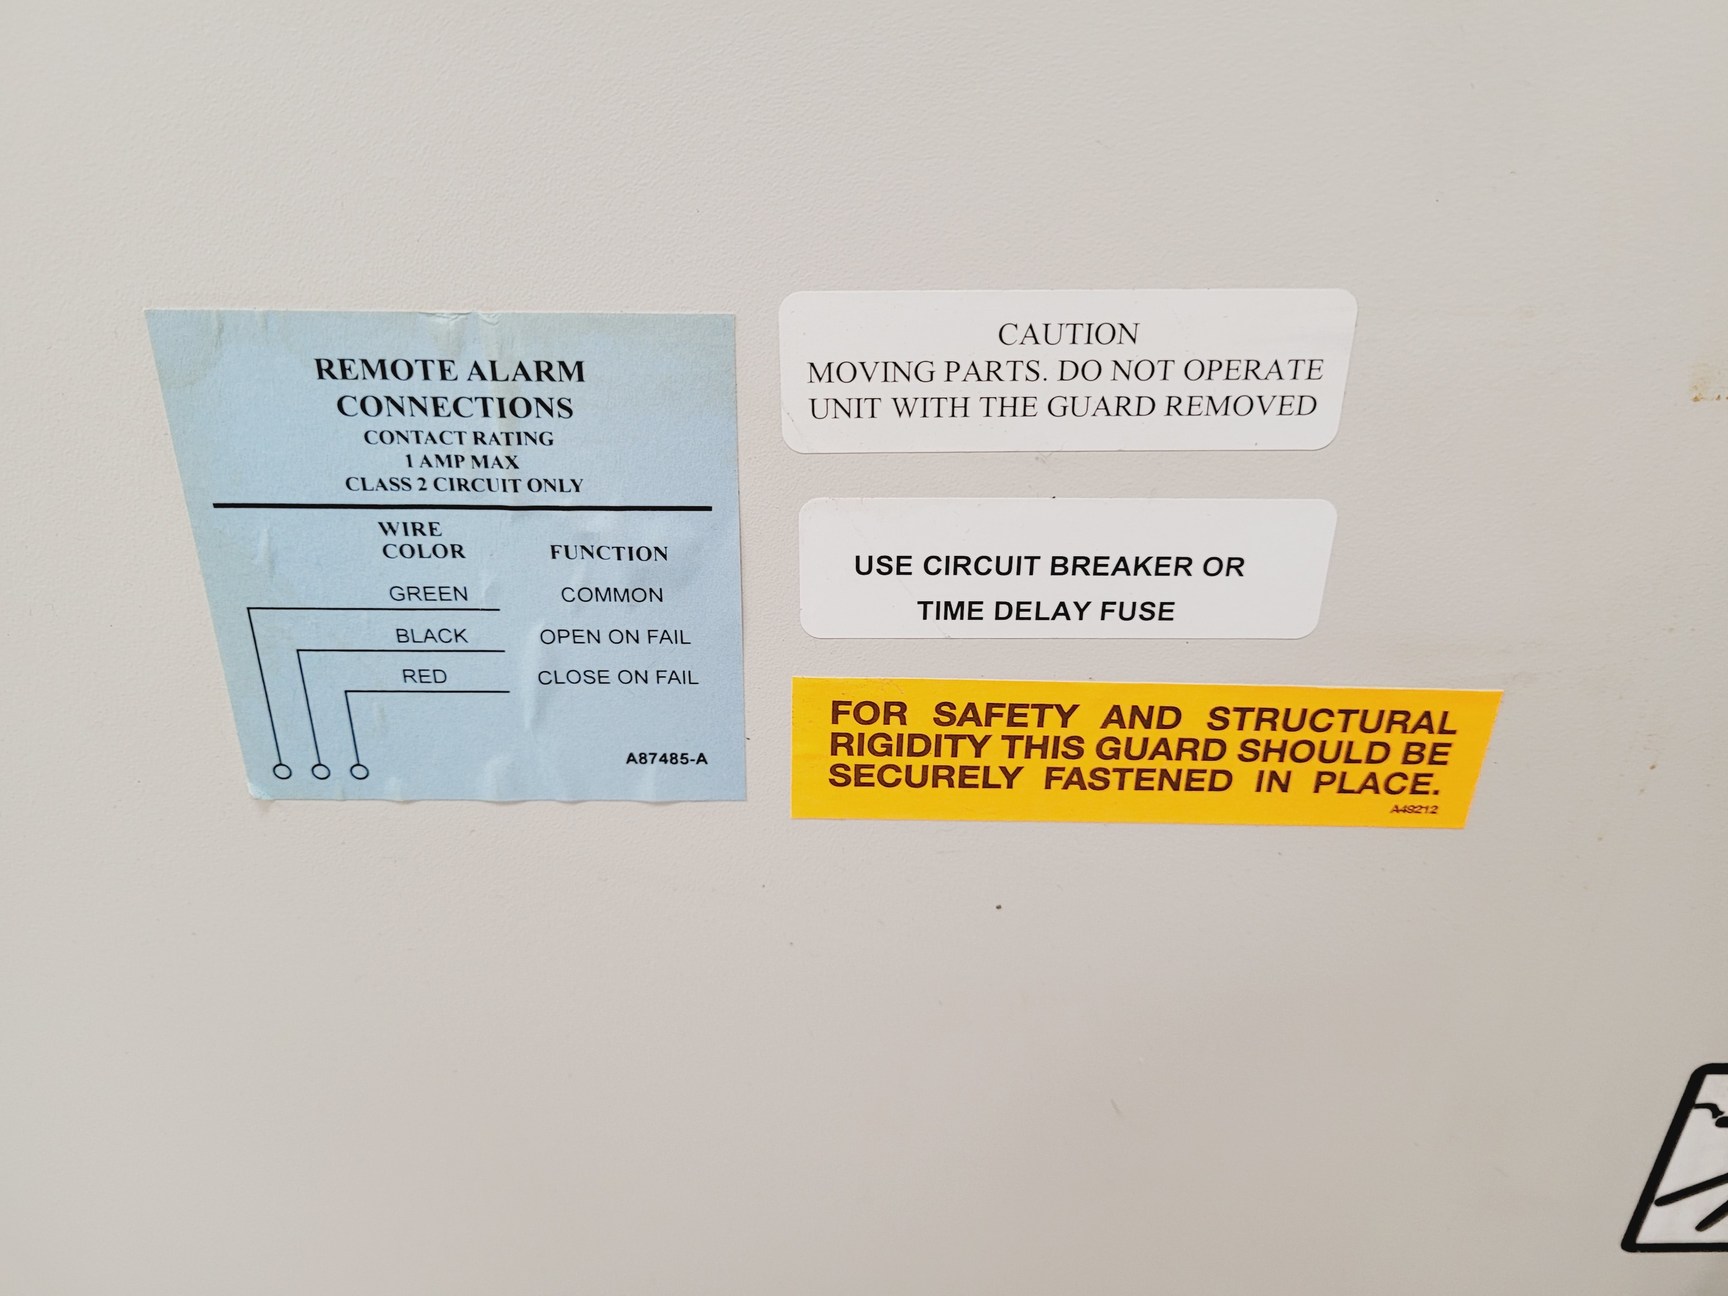 REMOTE ALARM
CONNECTIONS
CONTACT RATING
1 AMP MAX
CLASS 2 CIRCUIT ONLY
WIRE
COLOR FUNCTION
GREEN COMMON
BLACK OPEN ON FAIL
RED CLOSE ON FAIL
A87485-A
CAUTION
MOVING PARTS. DO NOT OPERATE
UNIT WITH THE GUARD REMOVED
USE CIRCUIT BREAKER OR
TIME DELAY FUSE
FOR SAFETY AND STRUCTURAL
RIGIDITY THIS GUARD SHOULD BE
SECURELY FASTENED IN PLACE.
A49212